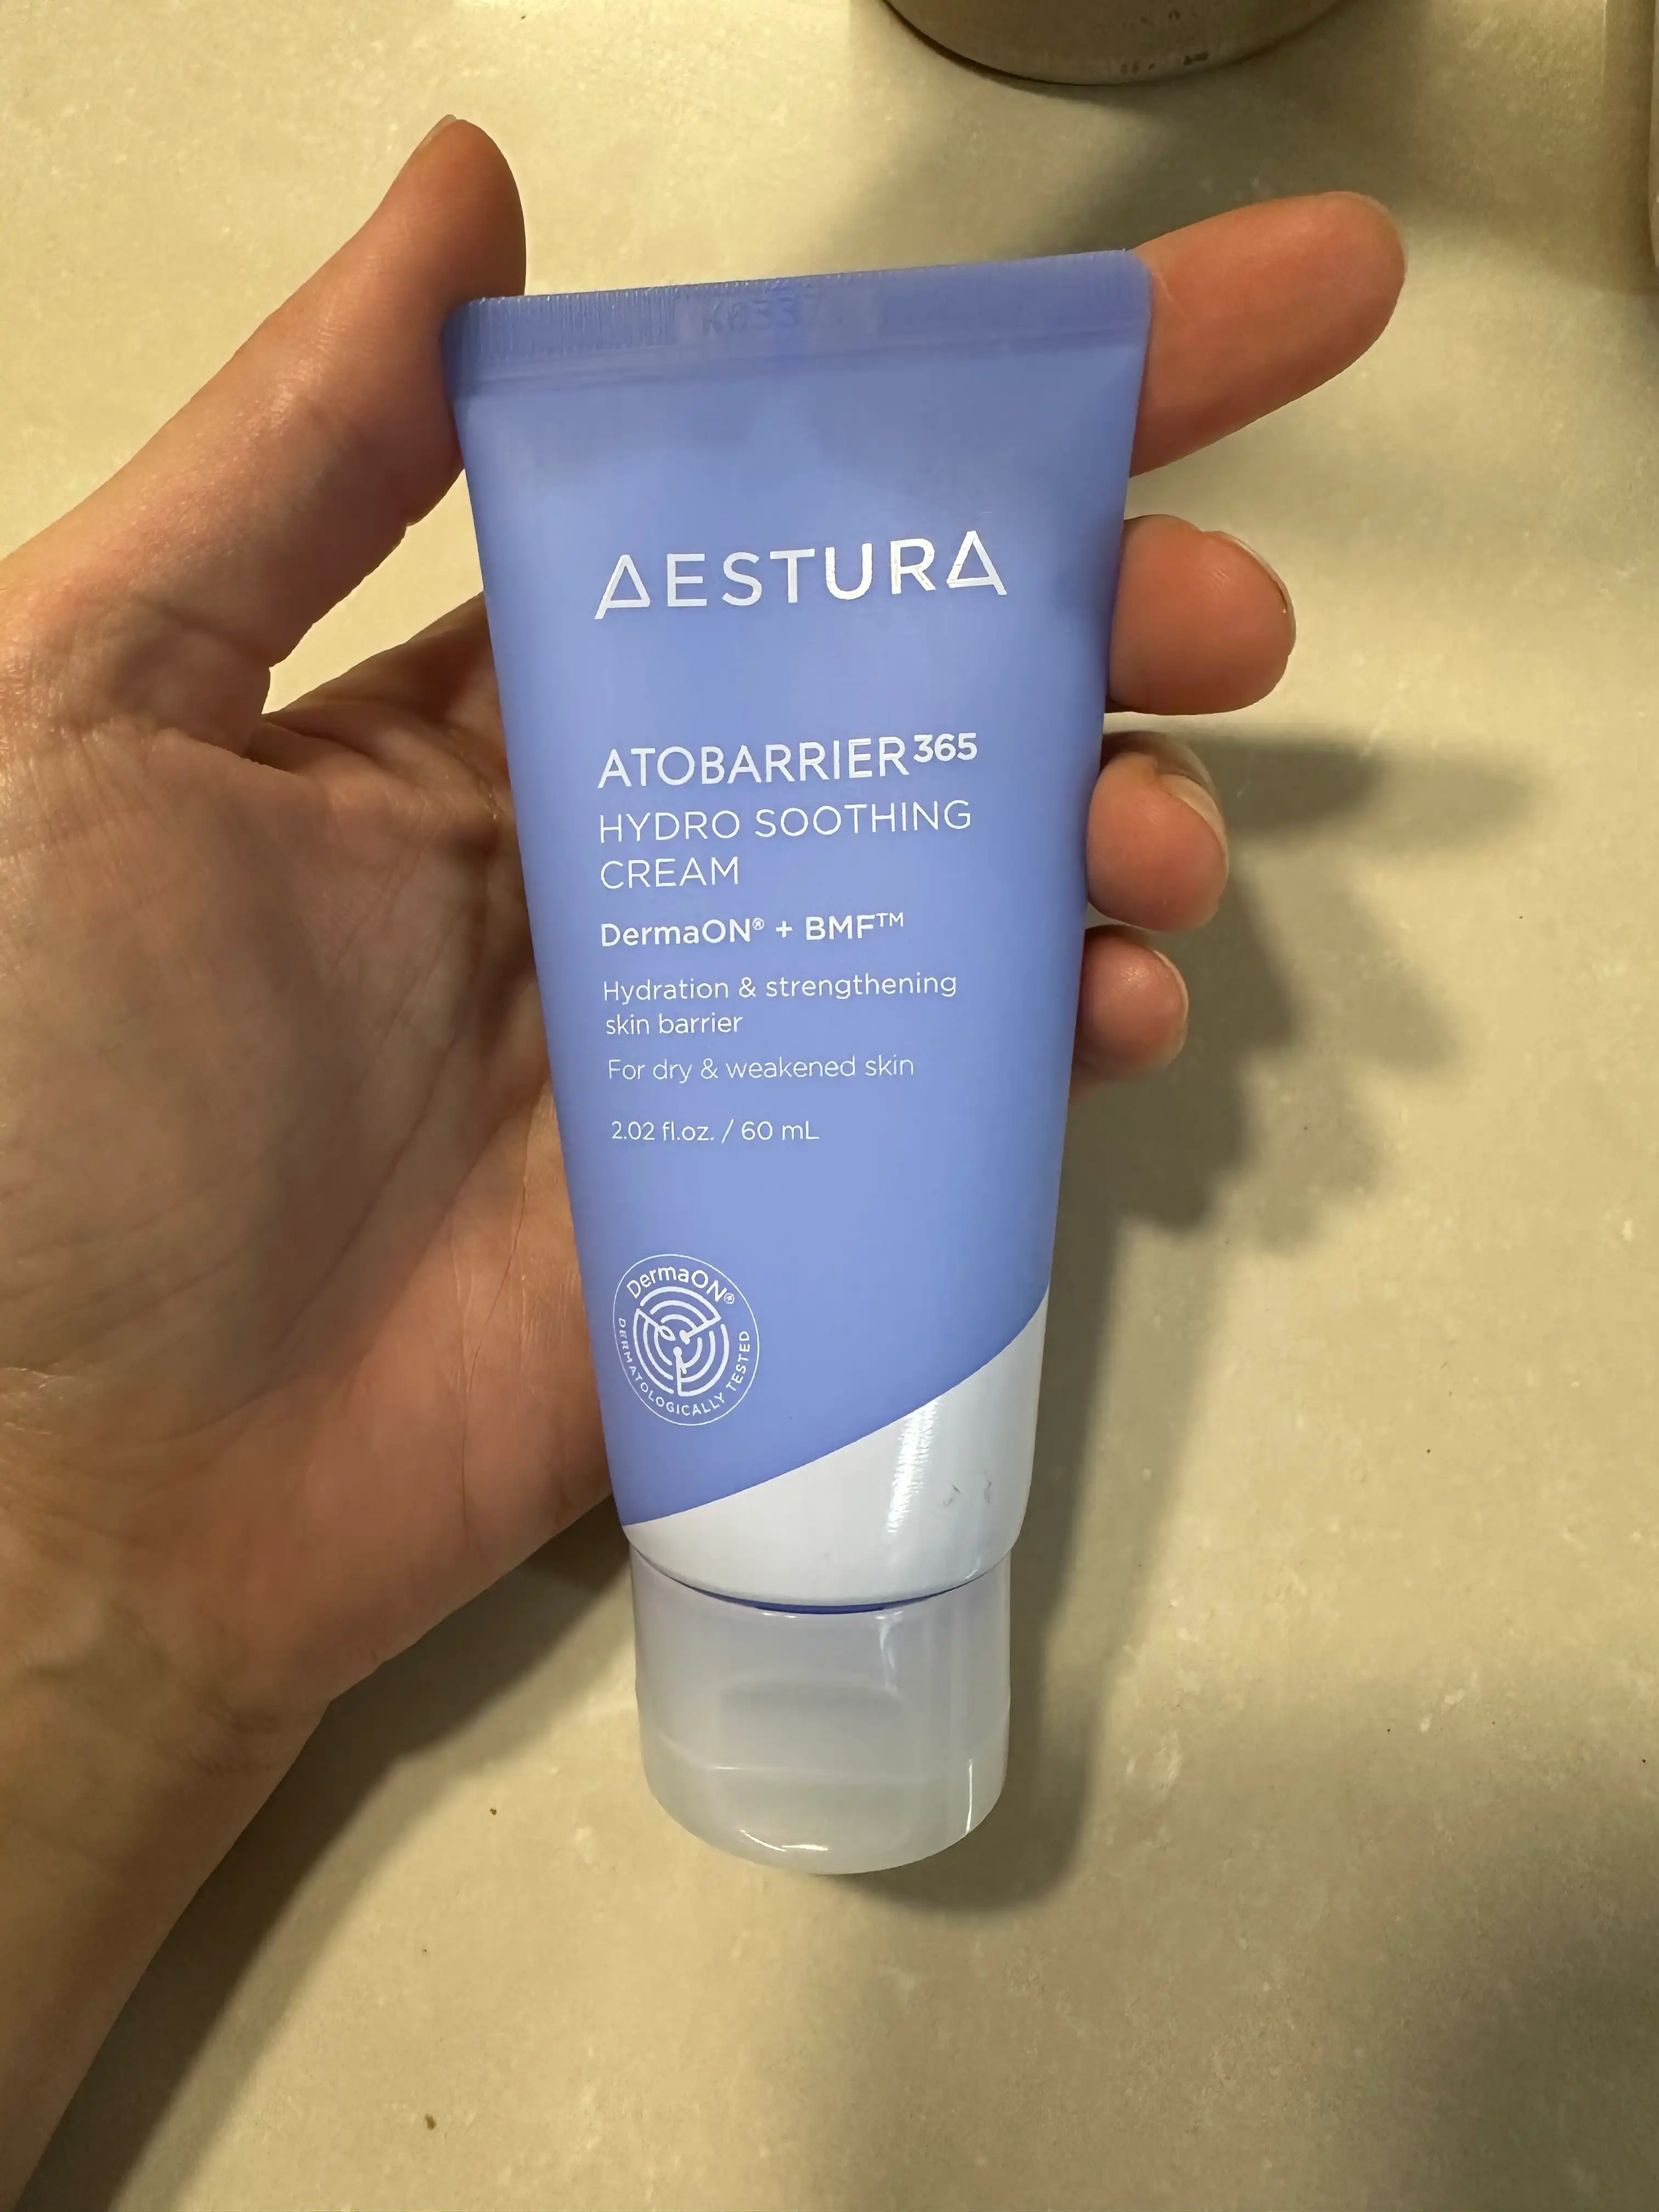 AESTURA
ATOBARRIER365
HYDRO SOOTHING
CREAM
DermaON® + BMF™
Hydration & strengthening
skin barrier
For dry & weakened skin
2.02 fl.oz. / 60 mL
DermaON®
DERMATOLOGICALLY TESTED